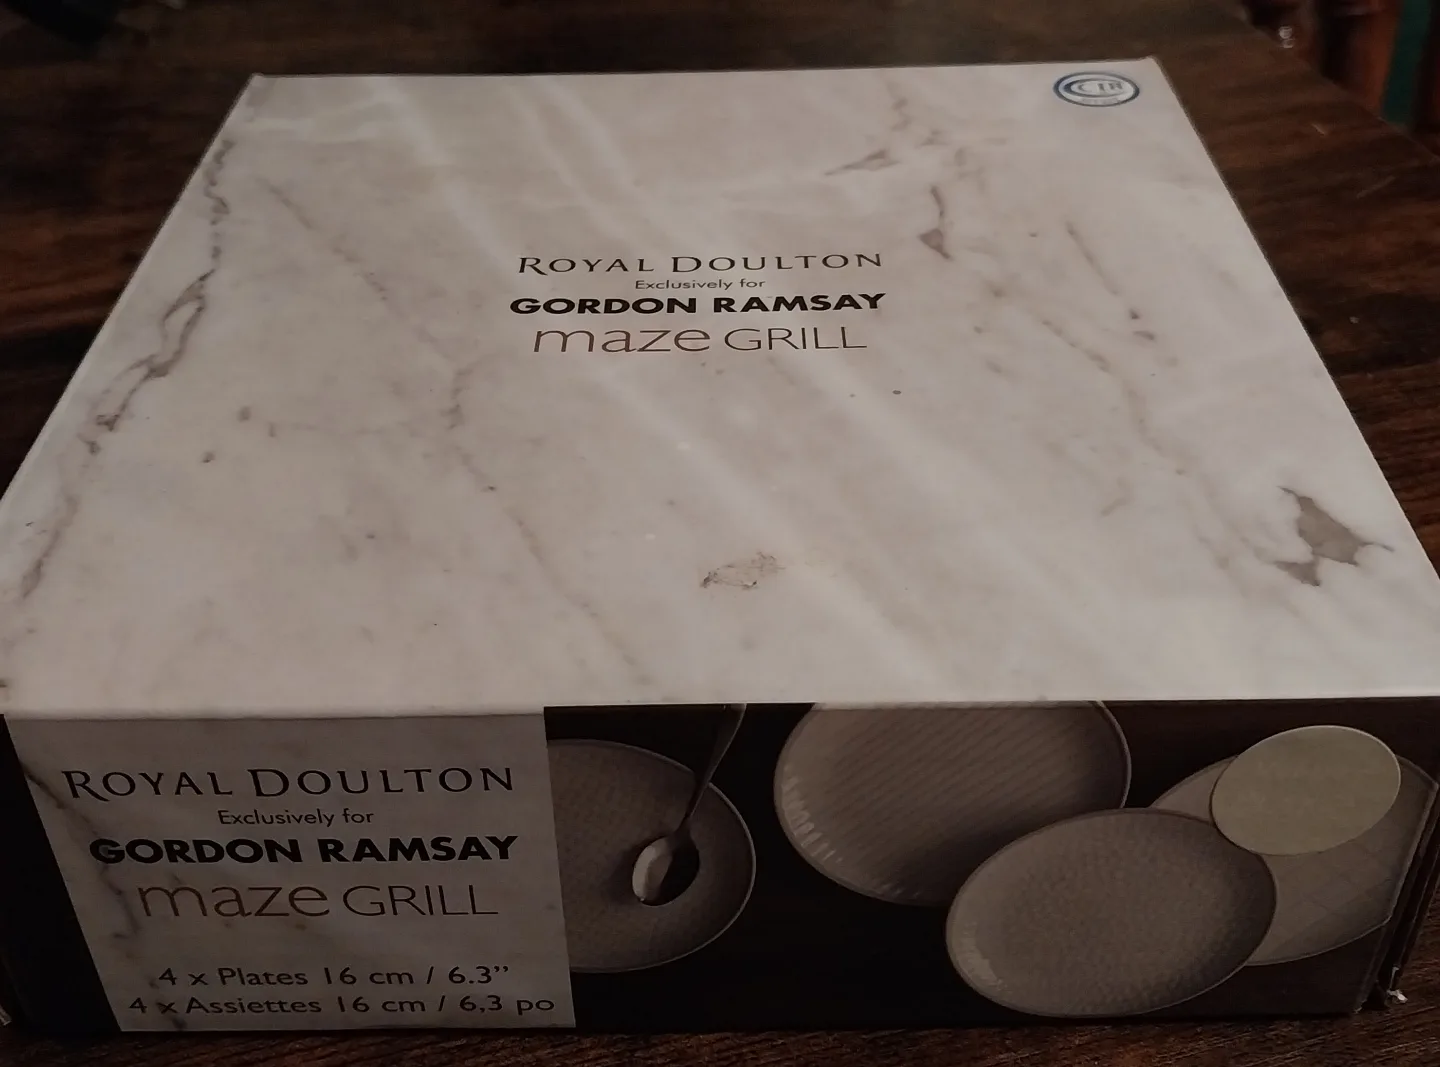 CTR
ROYAL DOULTON
Exclusively for
GORDON RAMSAY
maze GRILL
ROYAL DOULTON
Exclusively for
GORDON RAMSAY
maze GRILL
4 x Plates 16 cm / 6.3”
4 x Assiettes 16 cm / 6,3 po